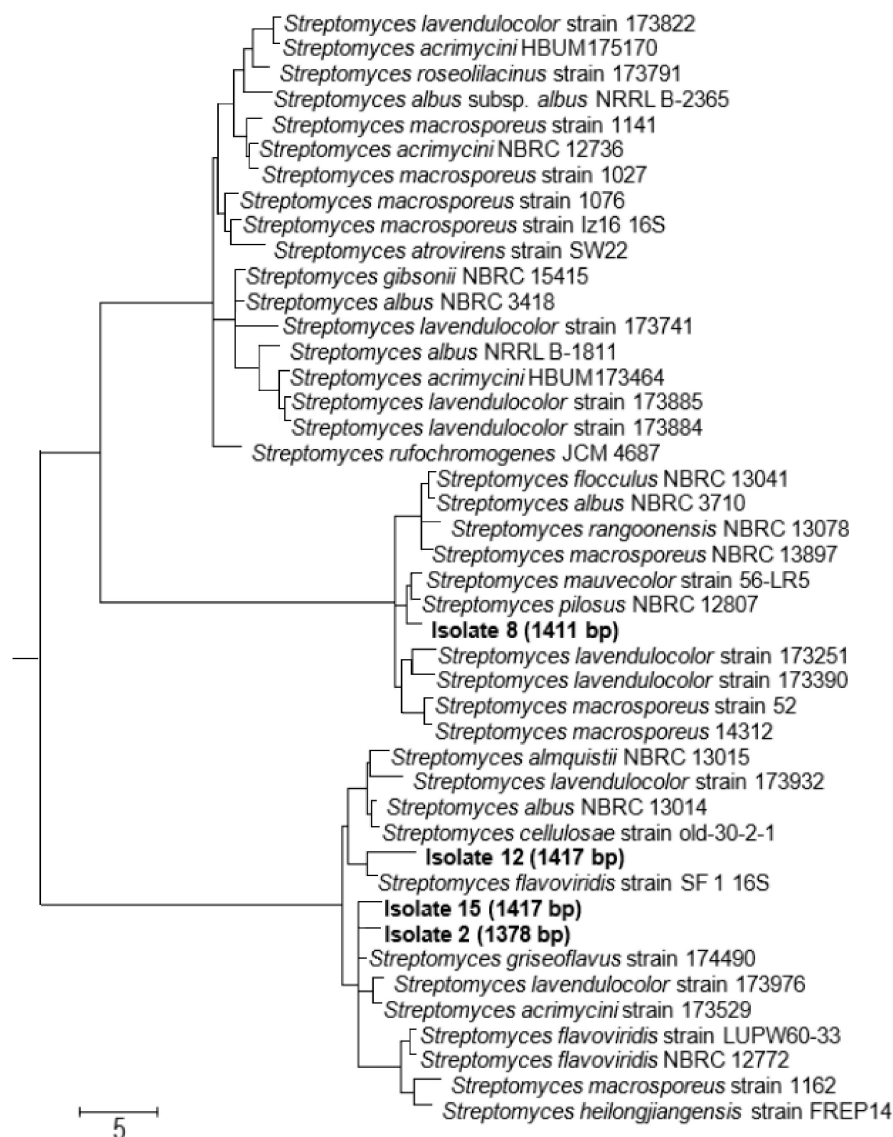 Streptomyces lavendulocolor strain 173822
Streptomyces acrimycini HBUM175170
Streptomyces roseolilacinus strain 173791
Streptomyces albus subsp. albus NRRL B-2365
Streptomyces macrosporeus strain 1141
Streptomyces acrimycini NBRC 12736
Streptomyces macrosporeus strain 1027
Streptomyces macrosporeus strain 1076
Streptomyces macrosporeus strain Iz16 16S
Streptomyces atrovirens strain SW22
Streptomyces gibsonii NBRC 15415
Streptomyces albus NBRC 3418
Streptomyces lavendulocolor strain 173741
Streptomyces albus NRRL B-1811
Streptomyces acrimycini HBUM173464
Streptomyces lavendulocolor strain 173885
Streptomyces lavendulocolor strain 173884
Streptomyces rufochromogenes JCM 4687
Streptomyces flocculus NBRC 13041
Streptomyces albus NBRC 3710
Streptomyces rangoonensis NBRC 13078
Streptomyces macrosporeus NBRC 13897
Streptomyces mauvecolor strain 56-LR5
Streptomyces pilosus NBRC 12807
Isolate 8 (1411 bp)
Streptomyces lavendulocolor strain 173251
Streptomyces lavendulocolor strain 173390
Streptomyces macrosporeus strain 52
Streptomyces macrosporeus 14312
Streptomyces almquistii NBRC 13015
Streptomyces lavendulocolor strain 173932
Streptomyces albus NBRC 13014
Streptomyces cellulosae strain old-30-2-1
Isolate 12 (1417 bp)
Streptomyces flavoviridis strain SF 1 16S
Isolate 15 (1417 bp)
Isolate 2 (1378 bp)
Streptomyces griseoflavus strain 174490
Streptomyces lavendulocolor strain 173976
Streptomyces acrimycini strain 173529
Streptomyces flavoviridis strain LUPW60-33
Streptomyces flavoviridis NBRC 12772
Streptomyces macrosporeus strain 1162
Streptomyces heilongjiangensis strain FREP14
5